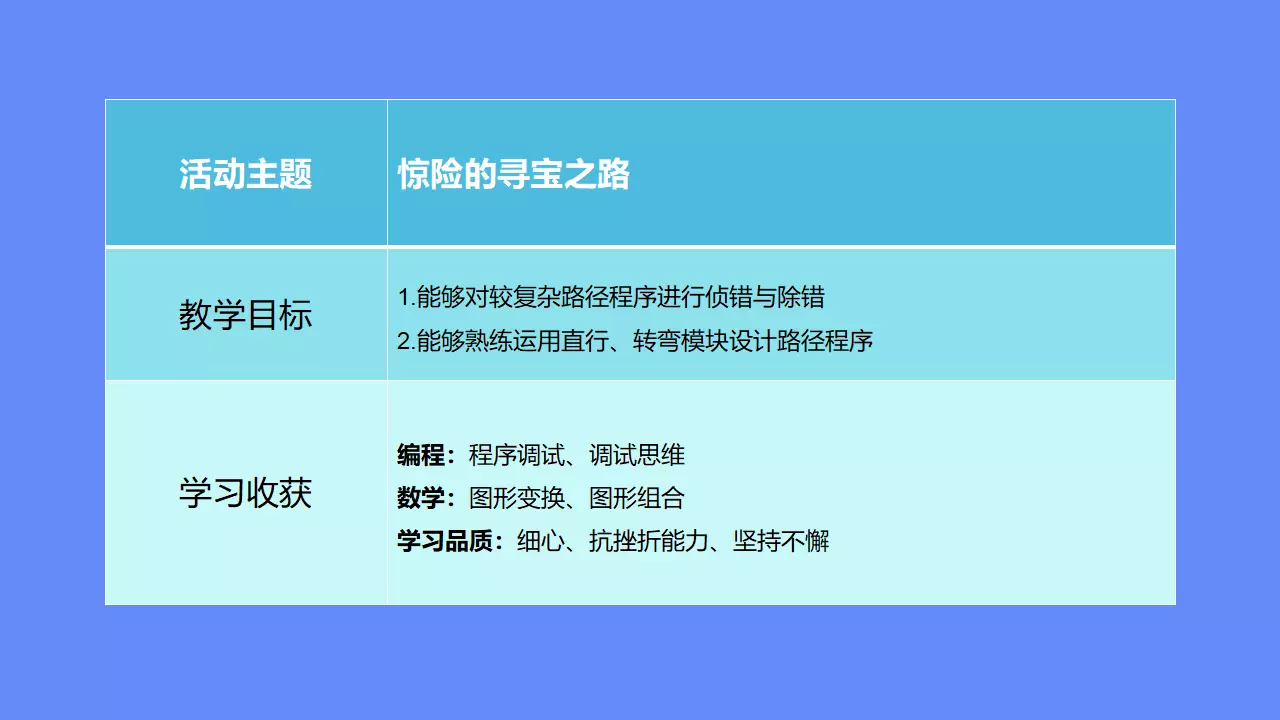 活动主题
惊险的寻宝之路
教学目标
1.能够对较复杂路径程序进行侦错与除错
2.能够熟练运用直行、转弯模块设计路径程序
学习收获
编程：程序调试、调试思维
数学：图形变换、图形组合
学习品质：细心、抗挫折能力、坚持不懈